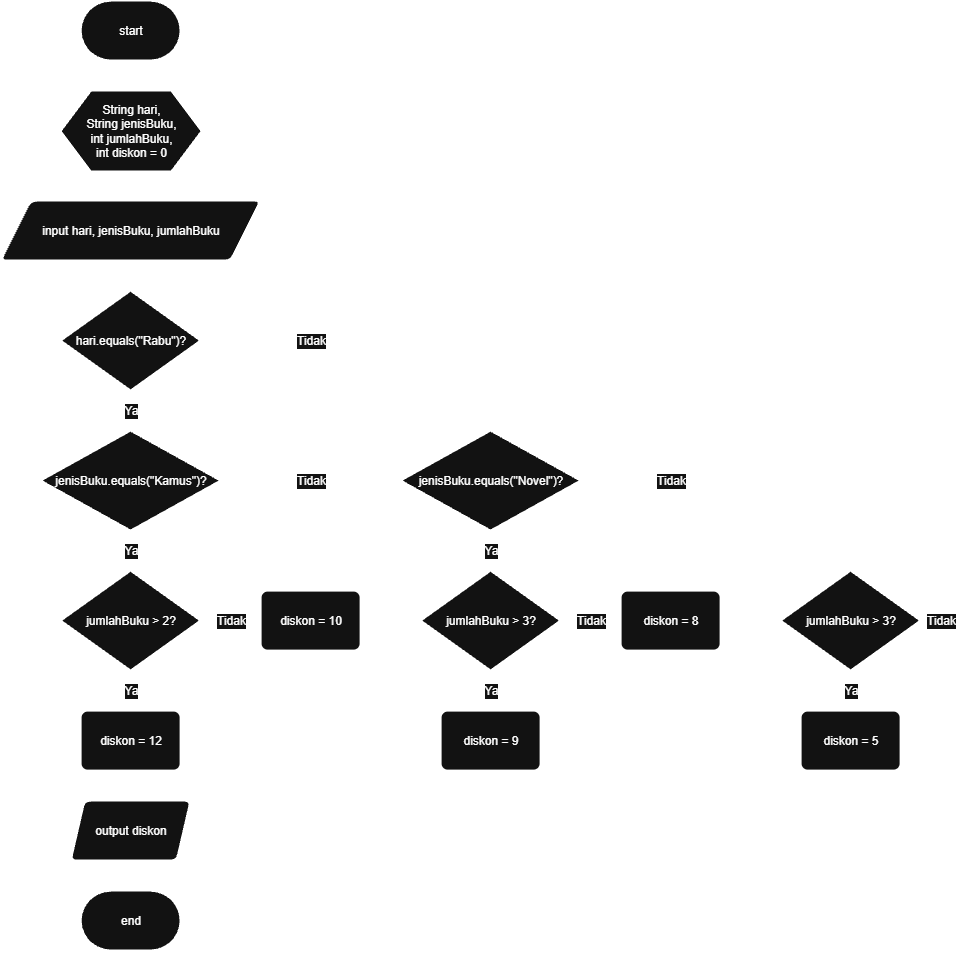 start
String hari,
String jenisBuku,
int jumlahBuku,
int diskon = 0
input hari, jenisBuku, jumlahBuku
hari.equals("Rabu")?
Tidak
Ya
jenisBuku.equals("Kamus")?
Tidak
jenisBuku.equals("Novel")?
Tidak
Ya
Ya
jumlahBuku > 2?
Tidak
diskon = 10
jumlahBuku > 3?
Tidak
diskon = 8
jumlahBuku > 3?
Tidak
Ya
Ya
Ya
diskon = 12
diskon = 9
diskon = 5
output diskon
end